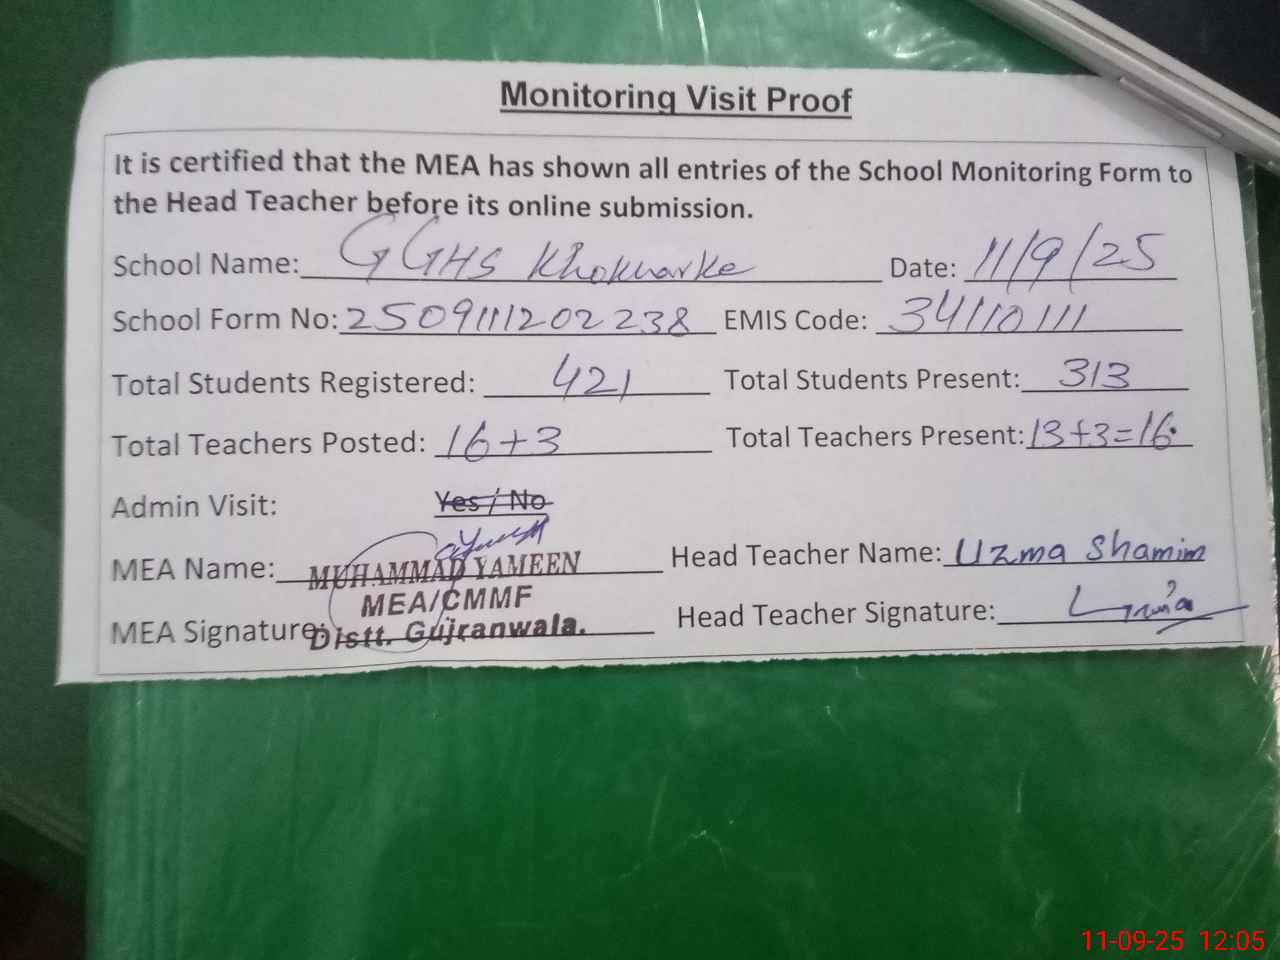 Monitoring Visit Proof
It is certified that the MEA has shown all entries of the School Monitoring Form to
the Head Teacher before its online submission.
School Name: GGHS Khokharke Date: 11/9/25
School Form No: 2509111202238 EMIS Code: 34110111
Total Students Registered: 421 Total Students Present: 313
Total Teachers Posted: 16+3 Total Teachers Present: 13+3=16
Admin Visit: Yes / No
MEA Name: MUHAMMAD YAMEEN Head Teacher Name: Uzma Shamim
MEA/CMMF
MEA Signature: Distt. Gujranwala. Head Teacher Signature:
11-09-25 12:05